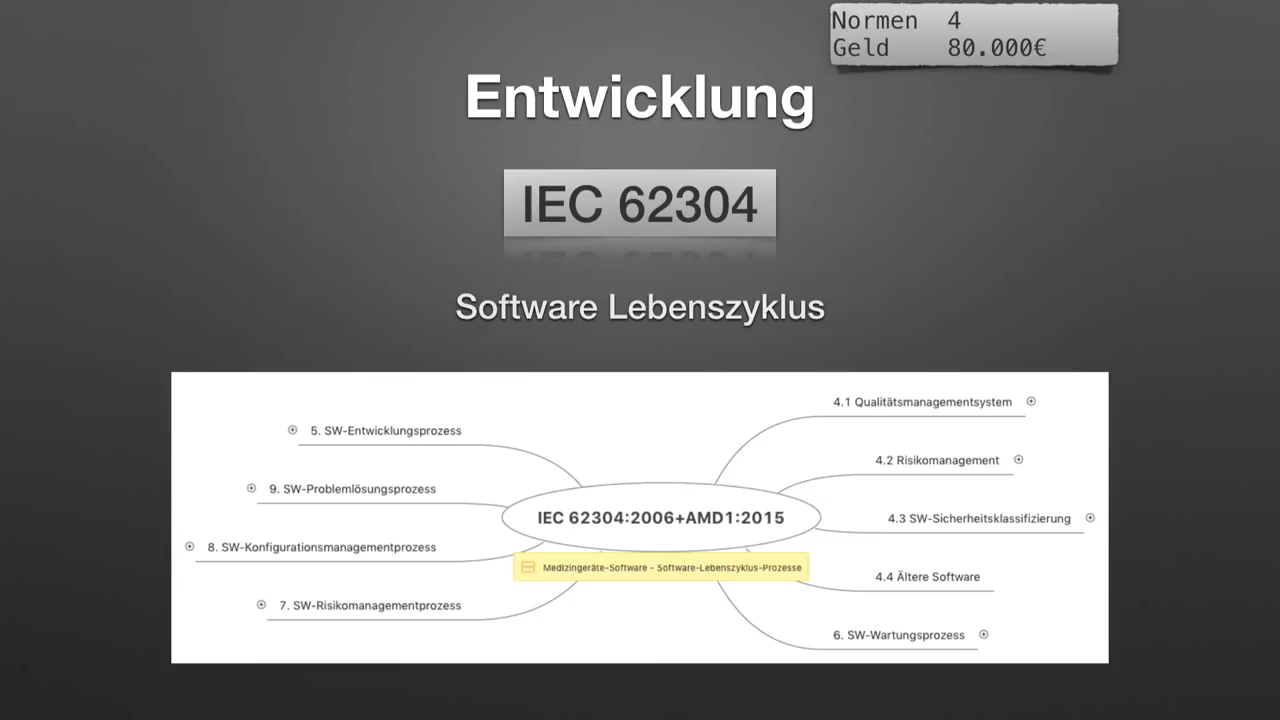 Normen 4
Geld 80.000€
Entwicklung
IEC 62304
Software Lebenszyklus
4.1 Qualitätsmanagementsystem
5. SW-Entwicklungsprozess
4.2 Risikomanagement
9. SW-Problemlösungsprozess
IEC 62304:2006+AMD1:2015
4.3 SW-Sicherheitsklassifizierung
8. SW-Konfigurationsmanagementprozess
Medizingeräte-Software – Software-Lebenszyklus-Prozesse
4.4 Ältere Software
7. SW-Risikomanagementprozess
6. SW-Wartungsprozess